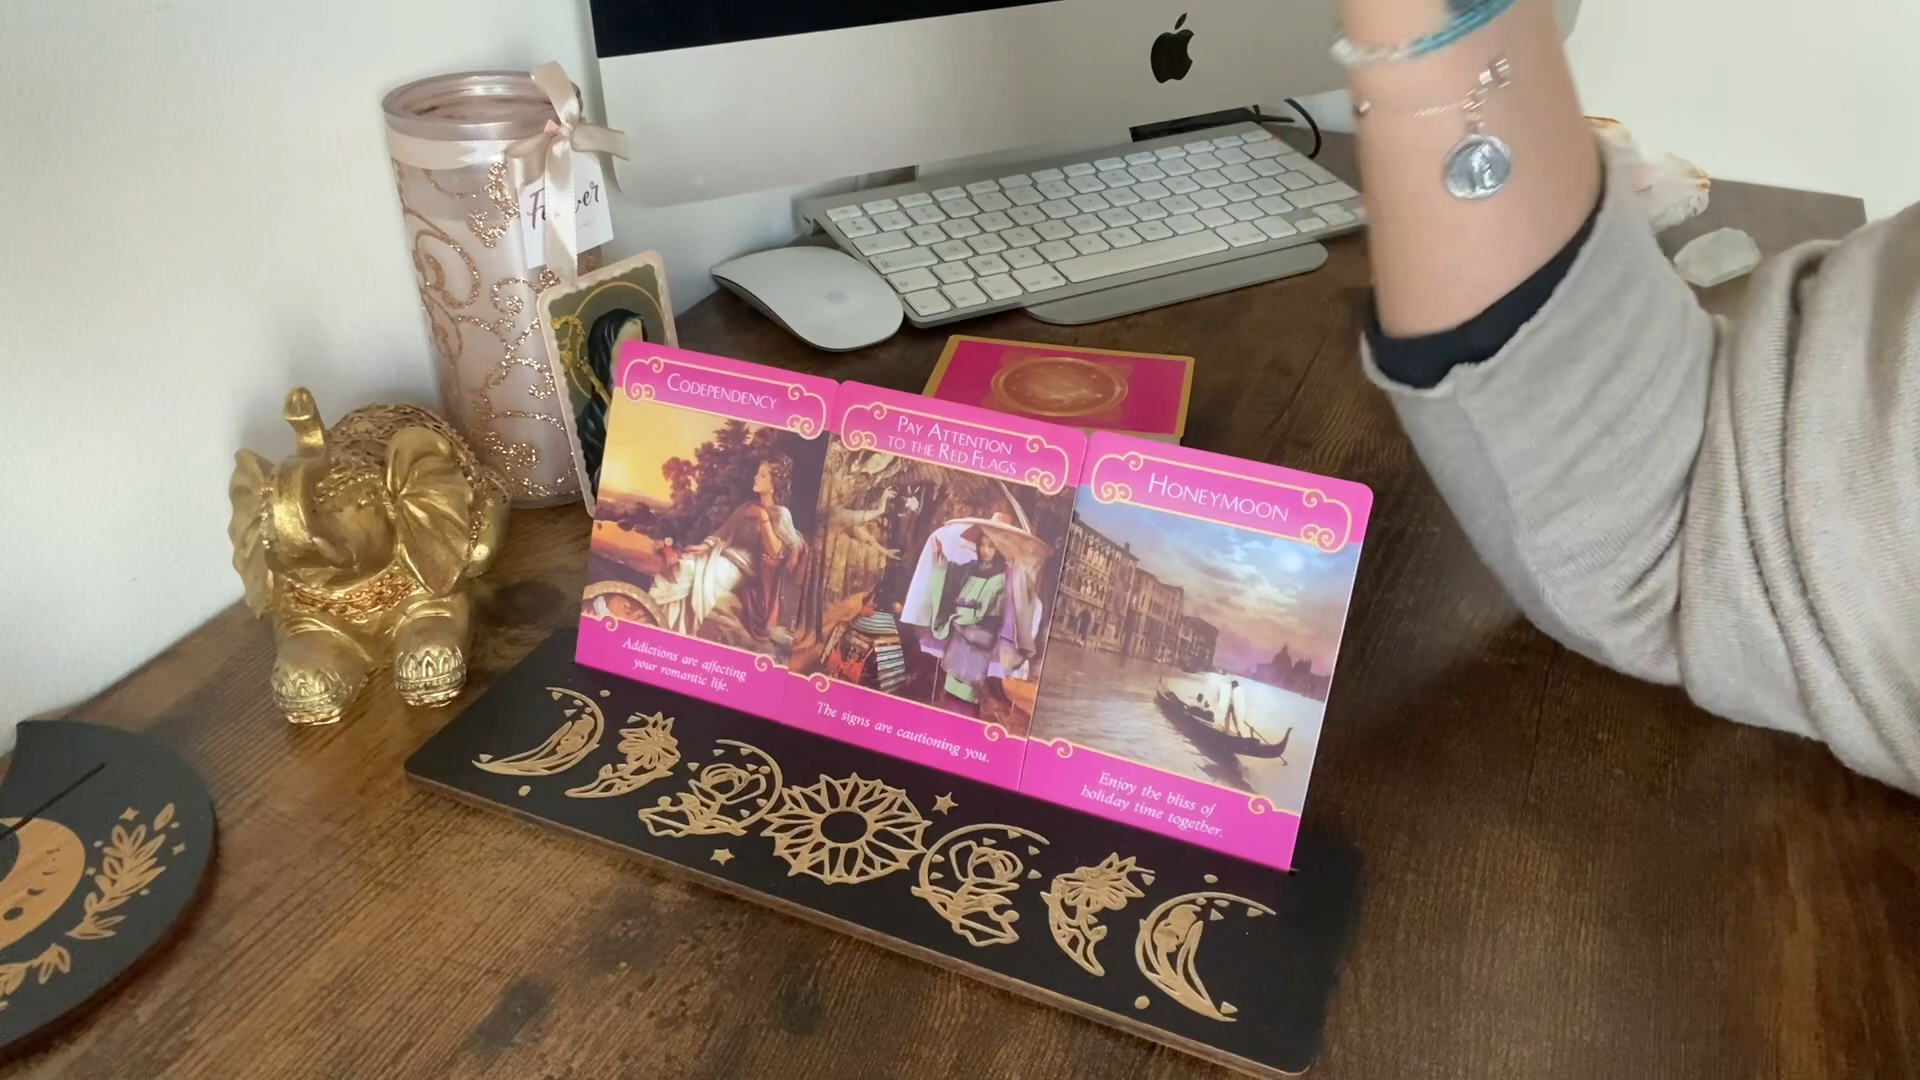 CODEPENDENCY
Addictions are affecting
your romantic life.
PAY ATTENTION
TO THE RED FLAGS
The signs are cautioning you.
HONEYMOON
Enjoy the bliss of
holiday time together.